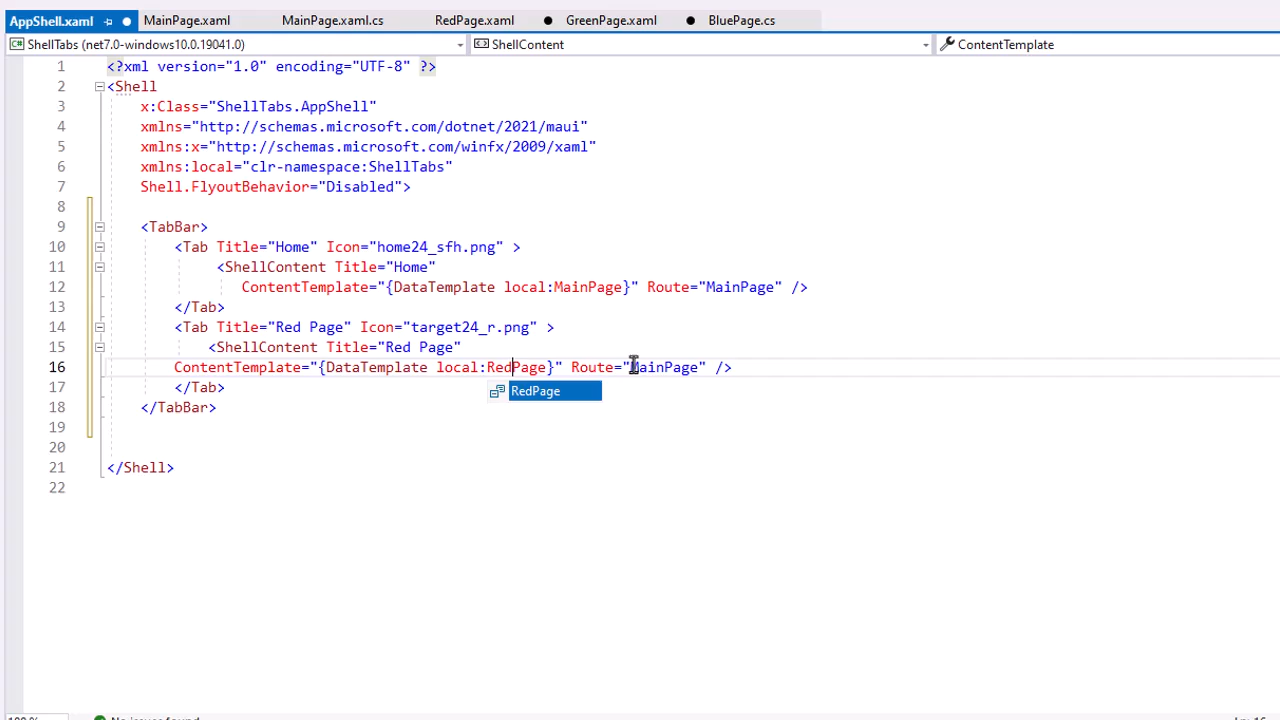 AppShell.xaml MainPage.xaml MainPage.xaml.cs RedPage.xaml GreenPage.xaml BluePage.cs
ShellTabs (net7.0-windows10.0.19041.0) ShellContent ContentTemplate
1 <?xml version="1.0" encoding="UTF-8" ?>
2 <Shell
3 x:Class="ShellTabs.AppShell"
4 xmlns="http://schemas.microsoft.com/dotnet/2021/maui"
5 xmlns:x="http://schemas.microsoft.com/winfx/2009/xaml"
6 xmlns:local="clr-namespace:ShellTabs"
7 Shell.FlyoutBehavior="Disabled">
8
9 <TabBar>
10 <Tab Title="Home" Icon="home24_sfh.png" >
11 <ShellContent Title="Home"
12 ContentTemplate="{DataTemplate local:MainPage}" Route="MainPage" />
13 </Tab>
14 <Tab Title="Red Page" Icon="target24_r.png" >
15 <ShellContent Title="Red Page"
16 ContentTemplate="{DataTemplate local:RedPage}" Route="MainPage" />
17 </Tab>
RedPage
18 </TabBar>
19
20
21 </Shell>
22
100 % No issues found